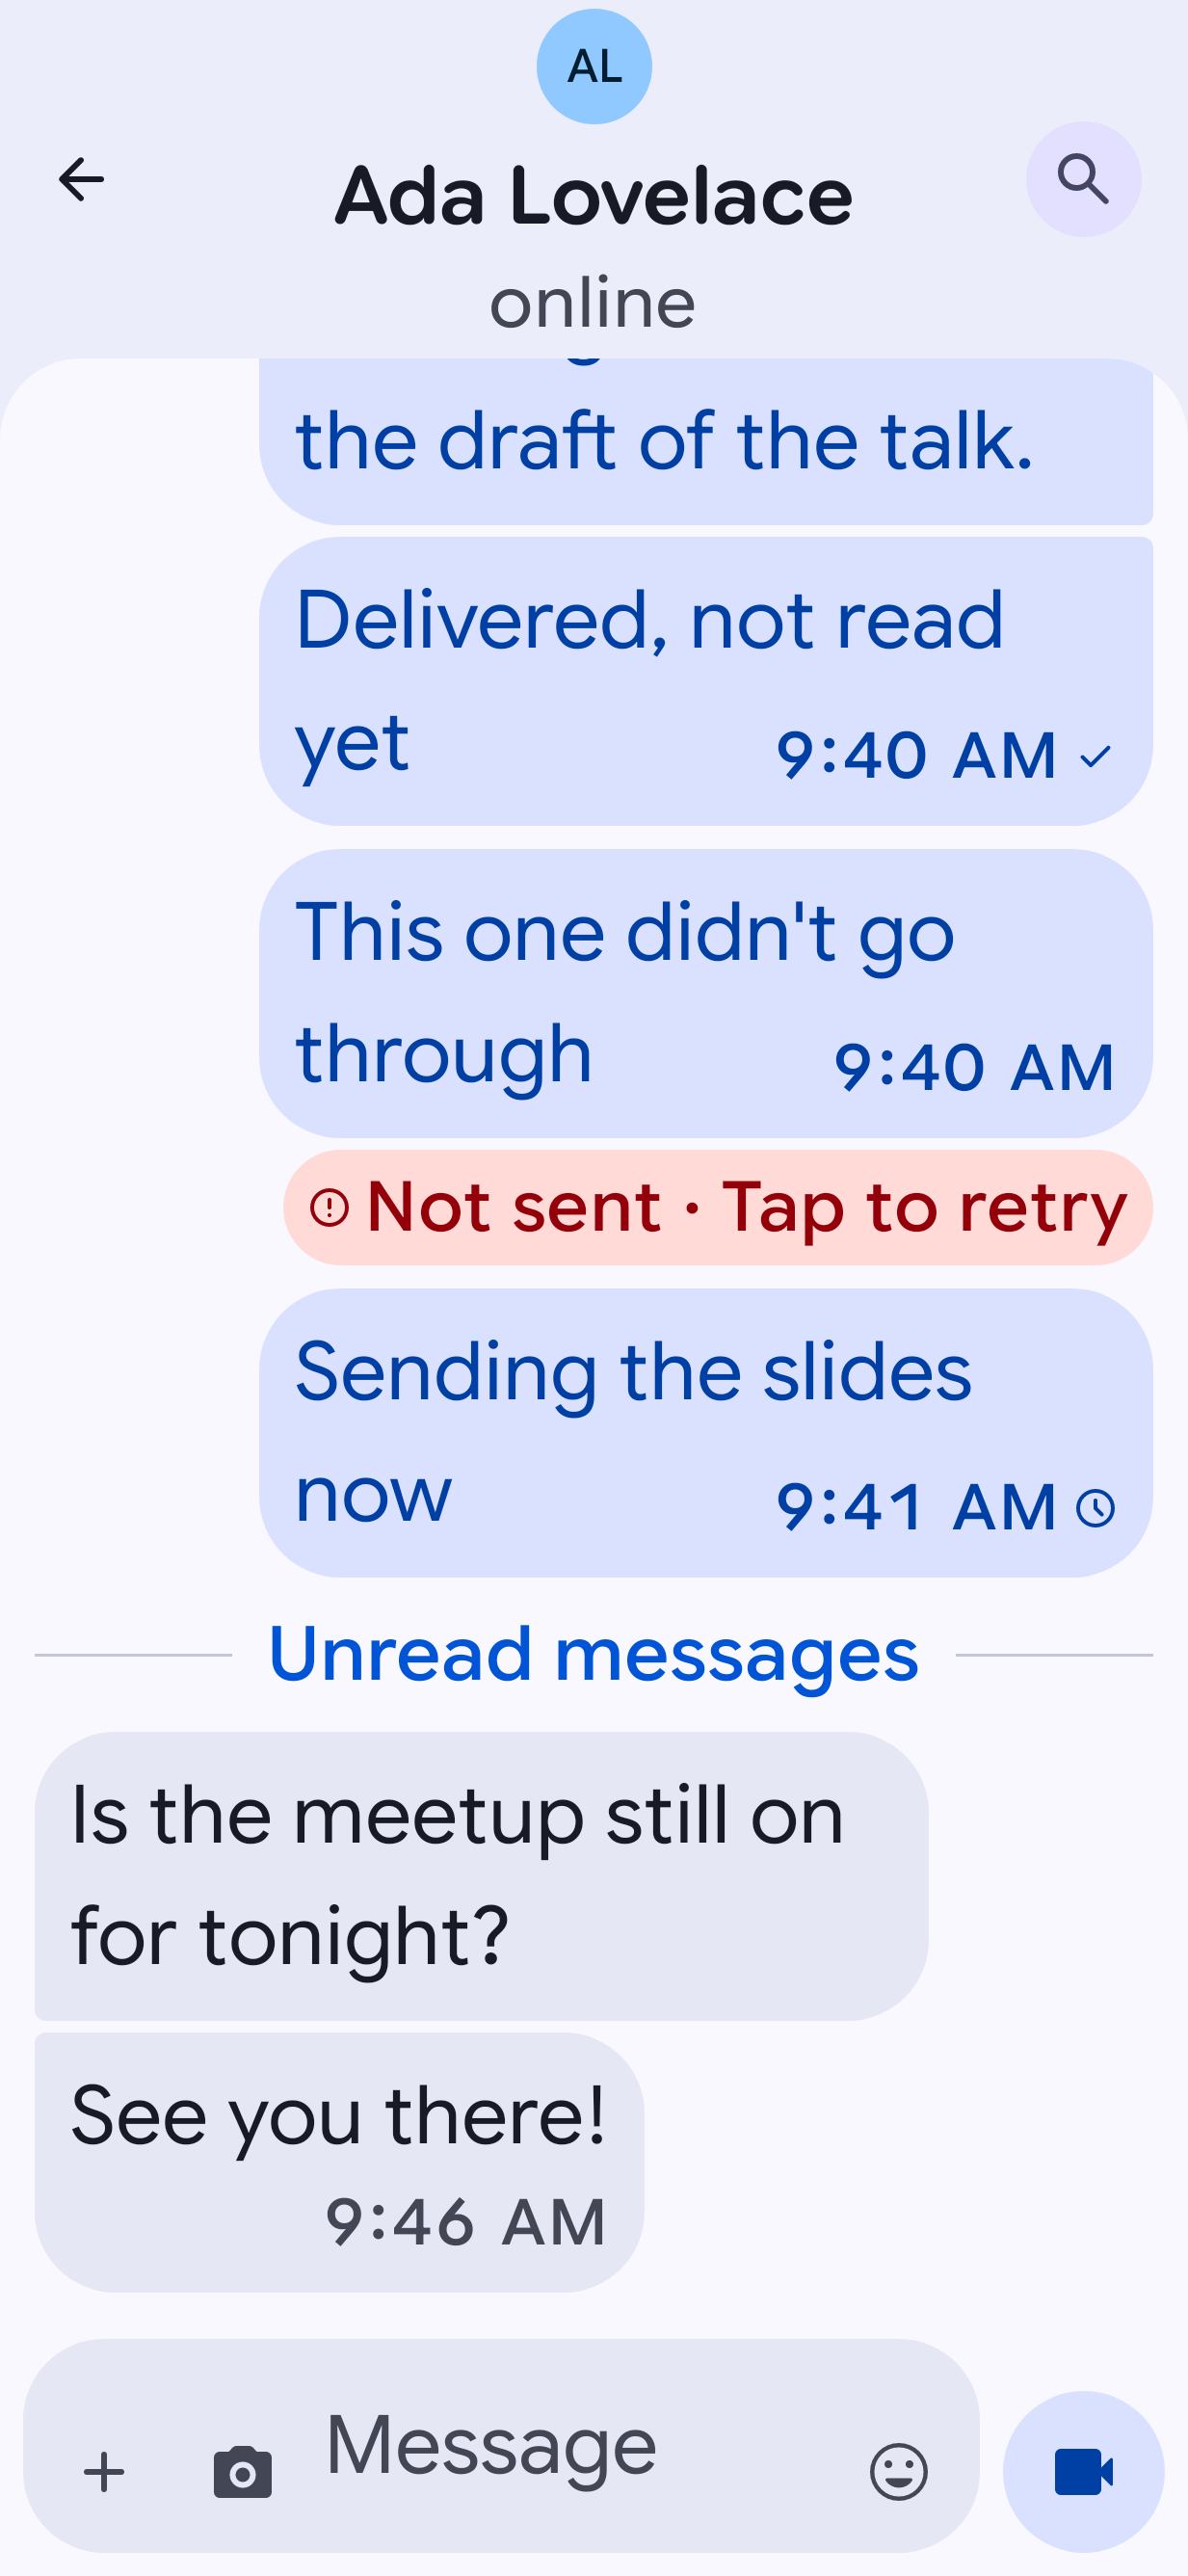 AL
Ada Lovelace
online
the draft of the talk.
Delivered, not read
yet
9:40 AM
This one didn't go
through
9:40 AM
Not sent · Tap to retry
Sending the slides
now
9:41 AM
Unread messages
Is the meetup still on
for tonight?
See you there!
9:46 AM
Message